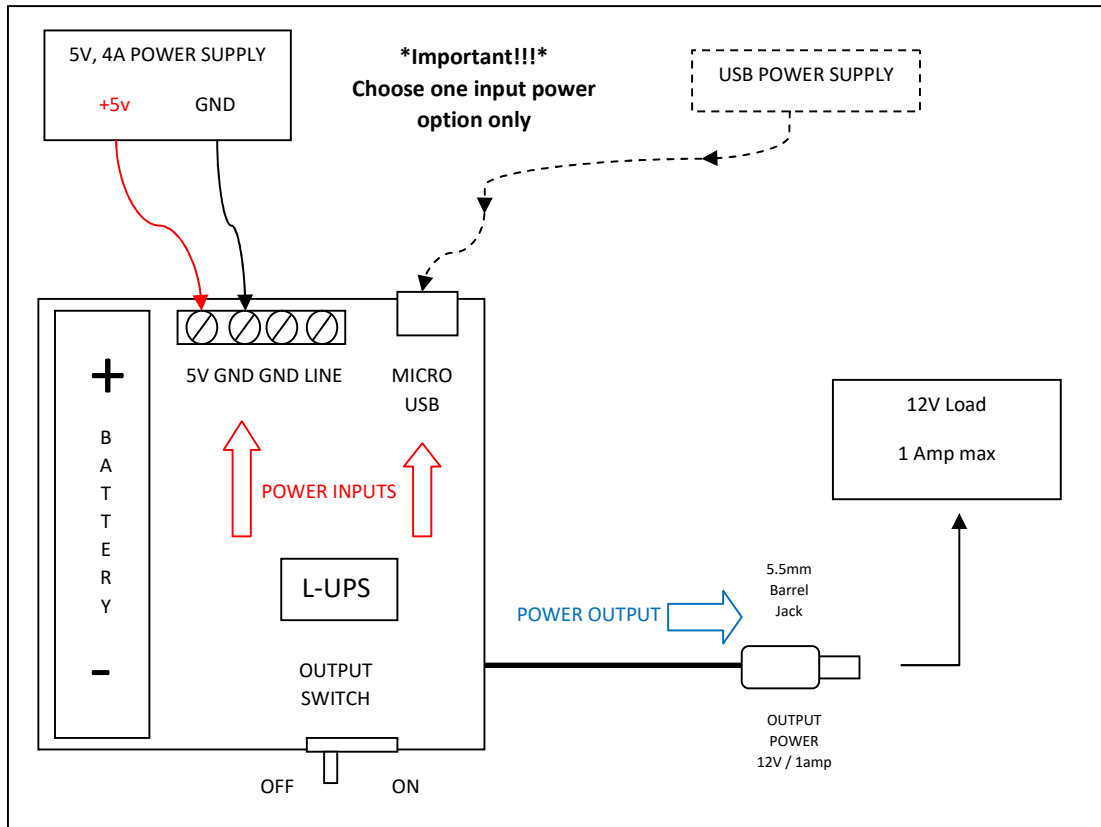 5V, 4A POWER SUPPLY
+5v GND
*Important!!!*
Choose one input power
option only
USB POWER SUPPLY
5V GND GND LINE
MICRO
USB
+
B
A
T
T
E
R
Y
-
POWER INPUTS
L-UPS
OUTPUT
SWITCH
OFF ON
POWER OUTPUT
5.5mm
Barrel
Jack
OUTPUT
POWER
12V / 1amp
12V Load
1 Amp max